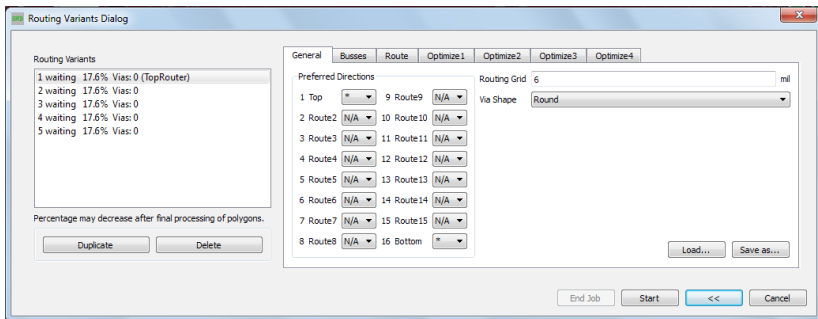 Routing Variants Dialog
Routing Variants
1 waiting 17.6% Vias: 0 (TopRouter)
2 waiting 17.6% Vias: 0
3 waiting 17.6% Vias: 0
4 waiting 17.6% Vias: 0
5 waiting 17.6% Vias: 0
Percentage may decrease after final processing of polygons.
Duplicate Delete
General Busses Route Optimize1 Optimize2 Optimize3 Optimize4
Preferred Directions
1 Top * 9 Route9 N/A
2 Route2 N/A 10 Route10 N/A
3 Route3 N/A 11 Route11 N/A
4 Route4 N/A 12 Route12 N/A
5 Route5 N/A 13 Route13 N/A
6 Route6 N/A 14 Route14 N/A
7 Route7 N/A 15 Route15 N/A
8 Route8 N/A 16 Bottom *
Routing Grid 6 mil
Via Shape Round
Load... Save as...
End Job Start << Cancel